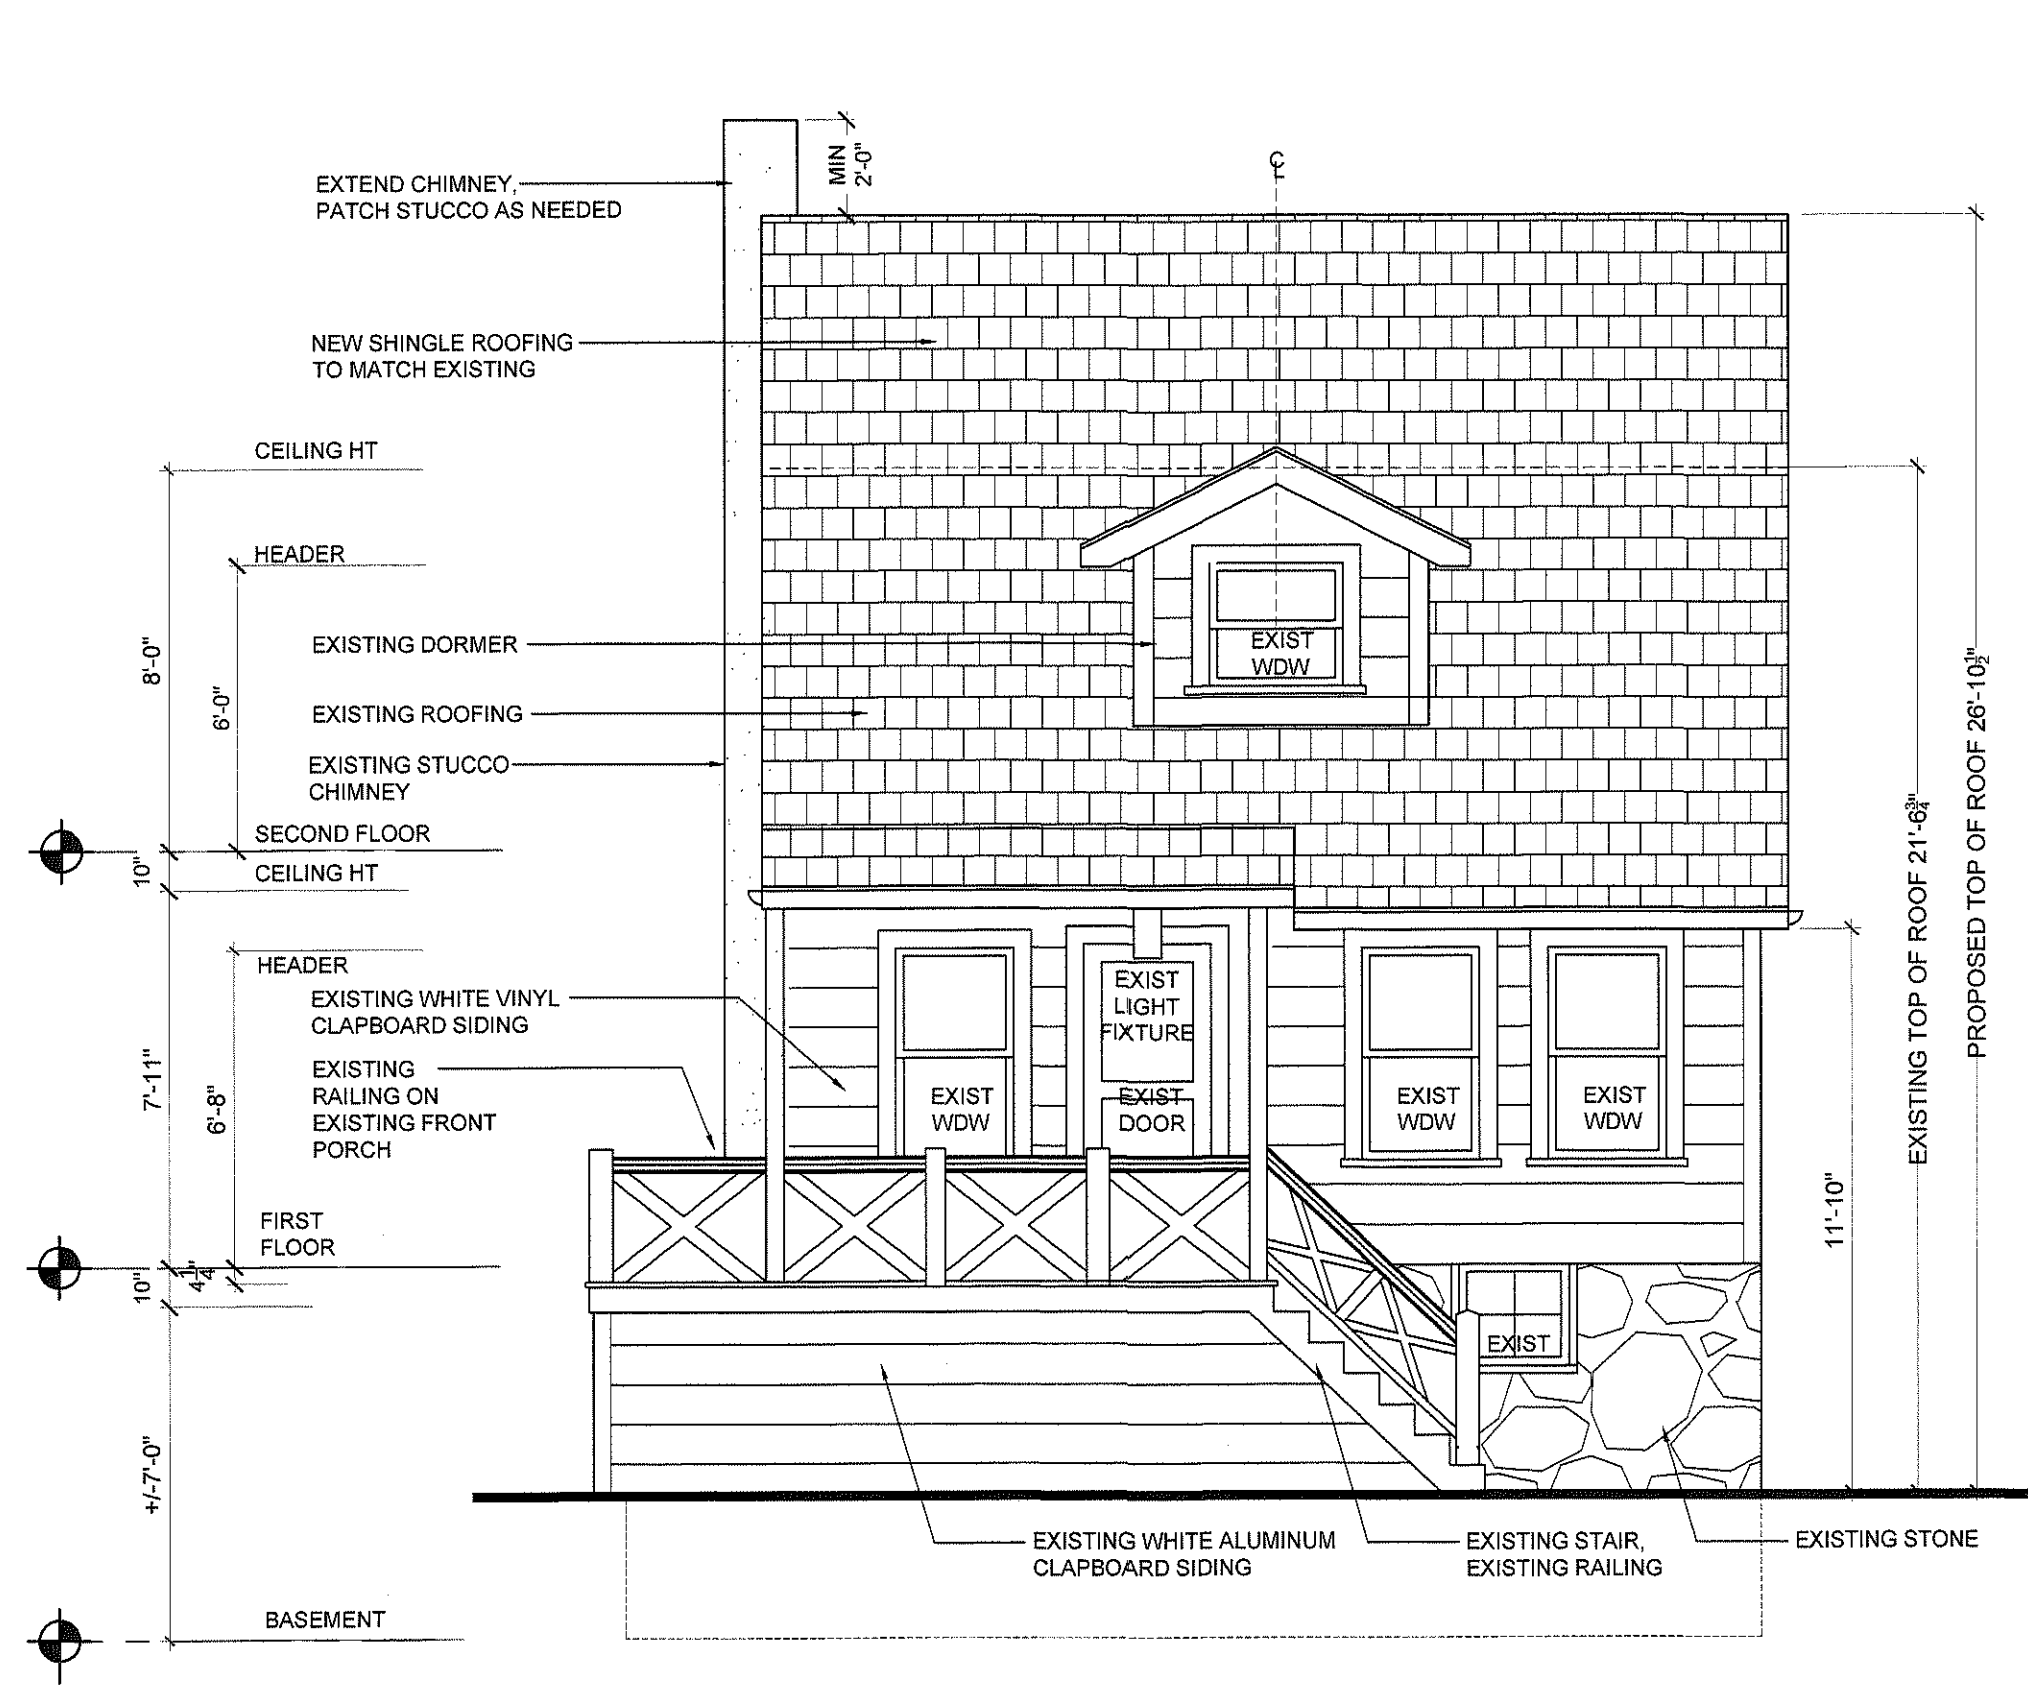 MIN
2'-0"
℄
EXTEND CHIMNEY,
PATCH STUCCO AS NEEDED
NEW SHINGLE ROOFING
TO MATCH EXISTING
CEILING HT
HEADER
8'-0"
6'-0"
EXISTING DORMER
EXIST
WDW
EXISTING ROOFING
EXISTING STUCCO
CHIMNEY
SECOND FLOOR
10"
CEILING HT
HEADER
EXISTING WHITE VINYL
CLAPBOARD SIDING
7'-11"
6'-8"
EXISTING
RAILING ON
EXISTING FRONT
PORCH
EXIST
WDW
EXIST
LIGHT
FIXTURE
EXIST
DOOR
EXIST
WDW
EXIST
WDW
EXISTING TOP OF ROOF 21'-6¾"
PROPOSED TOP OF ROOF 26'-10½"
11'-10"
FIRST
FLOOR
10"
4¼"
EXIST
+/-7'-0"
EXISTING WHITE ALUMINUM
CLAPBOARD SIDING
EXISTING STAIR,
EXISTING RAILING
EXISTING STONE
BASEMENT